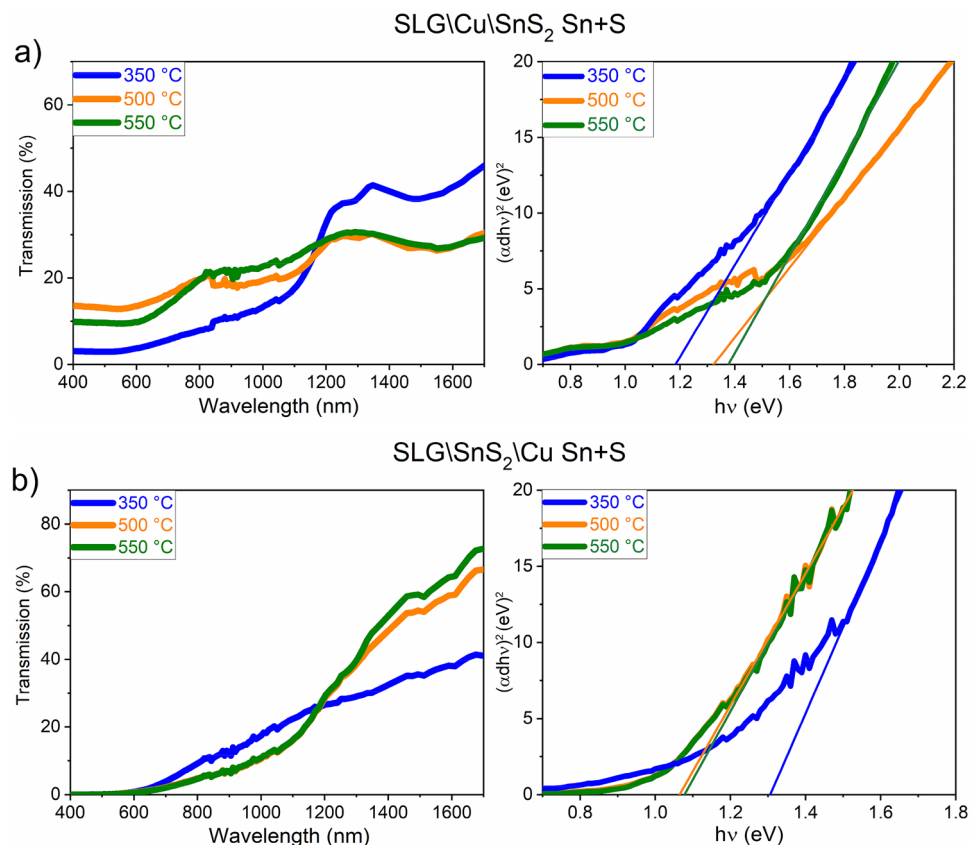 SLG\Cu\SnS₂ Sn+S
a)
350 °C
500 °C
550 °C
Transmission (%)
60
40
20
0
400 600 800 1000 1200 1400 1600
Wavelength (nm)
350 °C
500 °C
550 °C
(αdhν)² (eV)²
20
15
10
5
0
0.8 1.0 1.2 1.4 1.6 1.8 2.0 2.2
hν (eV)
SLG\SnS₂\Cu Sn+S
b)
350 °C
500 °C
550 °C
Transmission (%)
80
60
40
20
0
400 600 800 1000 1200 1400 1600
Wavelength (nm)
350 °C
500 °C
550 °C
(αdhν)² (eV)²
20
15
10
5
0
0.8 1.0 1.2 1.4 1.6 1.8
hν (eV)